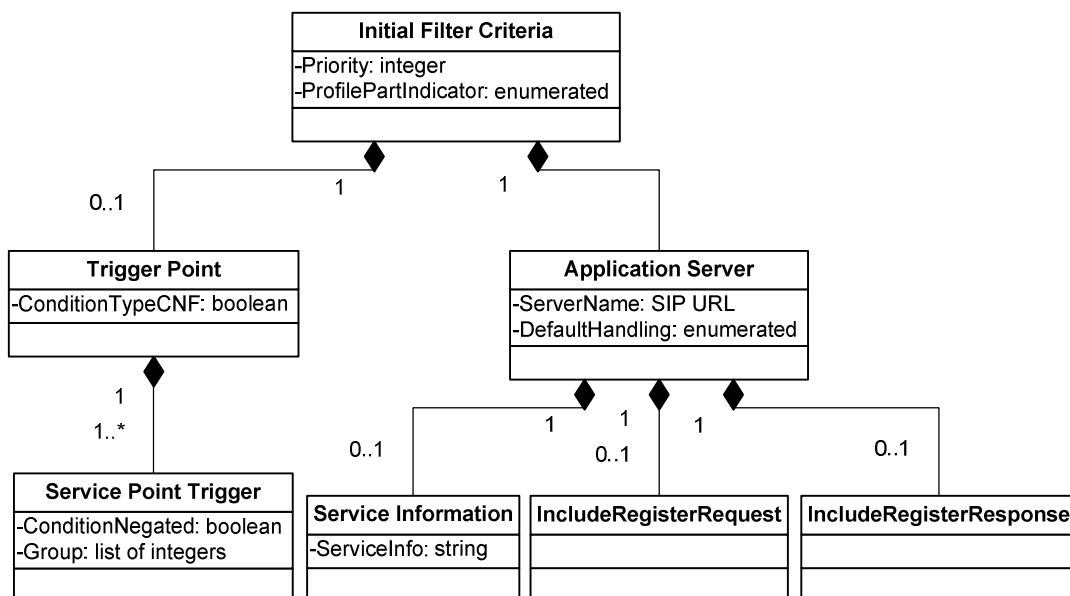 Initial Filter Criteria
-Priority: integer
-ProfilePartIndicator: enumerated
1
1
0..1
Trigger Point
-ConditionTypeCNF: boolean
Application Server
-ServerName: SIP URL
-DefaultHandling: enumerated
1
1..*
1
1
1
0..1
0..1
0..1
Service Point Trigger
-ConditionNegated: boolean
-Group: list of integers
Service Information
-ServiceInfo: string
IncludeRegisterRequest
IncludeRegisterResponse